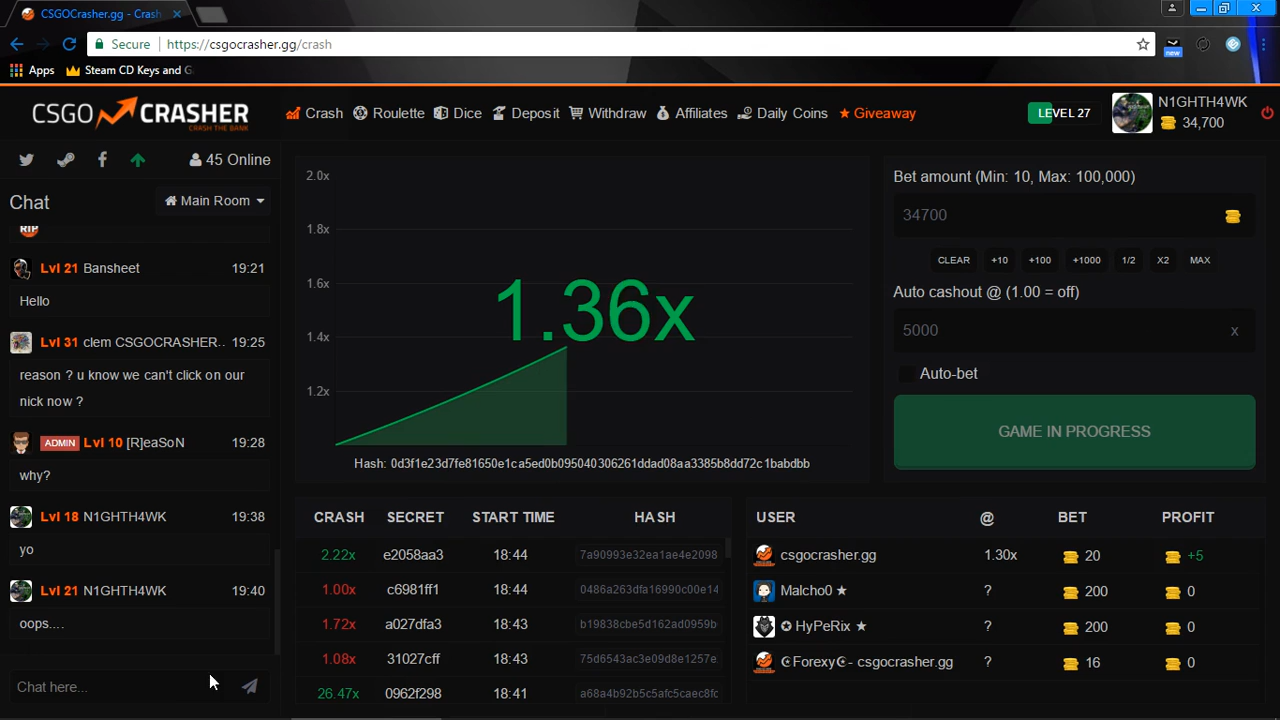 CSGOCrasher.gg - Crash
Secure https://csgocrasher.gg/crash
Apps Steam CD Keys and G
new
CSGO CRASHER
CRASH THE BANK
Crash Roulette Dice Deposit Withdraw Affiliates Daily Coins Giveaway
LEVEL 27
N1GHTH4WK
34,700
45 Online
Chat
Main Room
RIP
Lvl 21 Bansheet 19:21
Hello
Lvl 31 clem CSGOCRASHER.. 19:25
reason ? u know we can't click on our
nick now ?
ADMIN Lvl 10 [R]eaSoN 19:28
why?
Lvl 18 N1GHTH4WK 19:38
yo
Lvl 21 N1GHTH4WK 19:40
oops....
Chat here...
2.0x
1.8x
1.6x
1.4x
1.2x
1.36x
Hash: 0d3f1e23d7fe81650e1ca5ed0b095040306261ddad08aa3385b8dd72c1babdbb
Bet amount (Min: 10, Max: 100,000)
34700
CLEAR +10 +100 +1000 1/2 X2 MAX
Auto cashout @ (1.00 = off)
5000 x
Auto-bet
GAME IN PROGRESS
CRASH SECRET START TIME HASH
2.22x e2058aa3 18:44 7a90993e32ea1ae4e2098
1.00x c6981ff1 18:44 0486a263dfa16990c00e14
1.72x a027dfa3 18:43 b19838cbe5d162ad0959b
1.08x 31027cff 18:43 75d6543ac3e09d8e1257e
26.47x 0962f298 18:41 a68a4b92b5c5afc5caec8fc
USER @ BET PROFIT
csgocrasher.gg 1.30x 20 +5
Malcho0 ★ ? 200 0
✪ HyPeRix ★ ? 200 0
☪Forexy☪- csgocrasher.gg ? 16 0